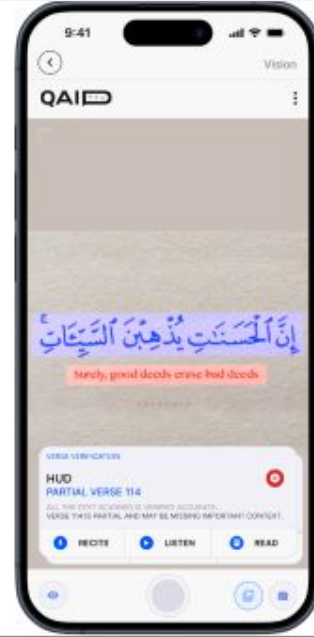 9:41
Vision
QAID
إِنَّ ٱلْحَسَنَـٰتِ يُذْهِبْنَ ٱلسَّيِّـَٔاتِ ۚ
Surely, good deeds erase bad deeds.
VERSE VERIFICATION
HUD
PARTIAL VERSE 114
ALL THE TEXT SCANNED IS VERIFIED ACCURATE.
VERSE 114 IS PARTIAL AND MAY BE MISSING IMPORTANT CONTEXT.
RECITE LISTEN READ